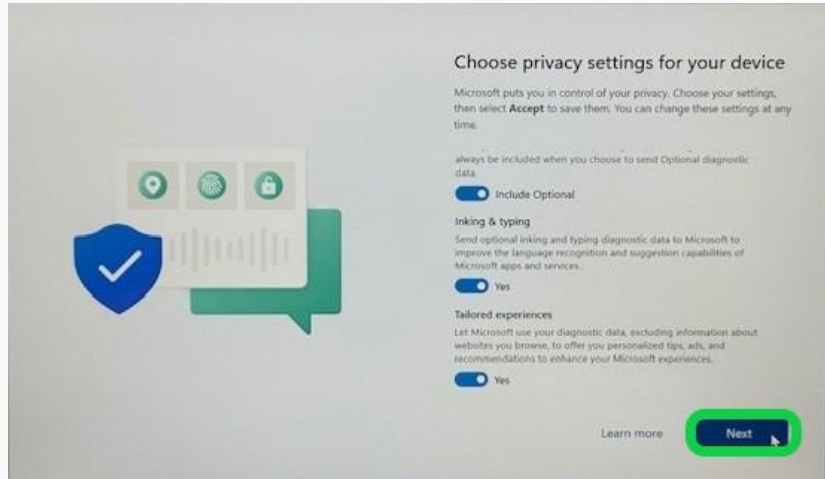 Choose privacy settings for your device
Microsoft puts you in control of your privacy. Choose your settings,
then select Accept to save them. You can change these settings at any
time.
always be included when you choose to send Optional diagnostic
data.
Include Optional
Inking & typing
Send optional inking and typing diagnostic data to Microsoft to
improve the language recognition and suggestion capabilities of
Microsoft apps and services.
Yes
Tailored experiences
Let Microsoft use your diagnostic data, excluding information about
websites you browse, to offer you personalized tips, ads, and
recommendations to enhance your Microsoft experiences.
Yes
Learn more
Next